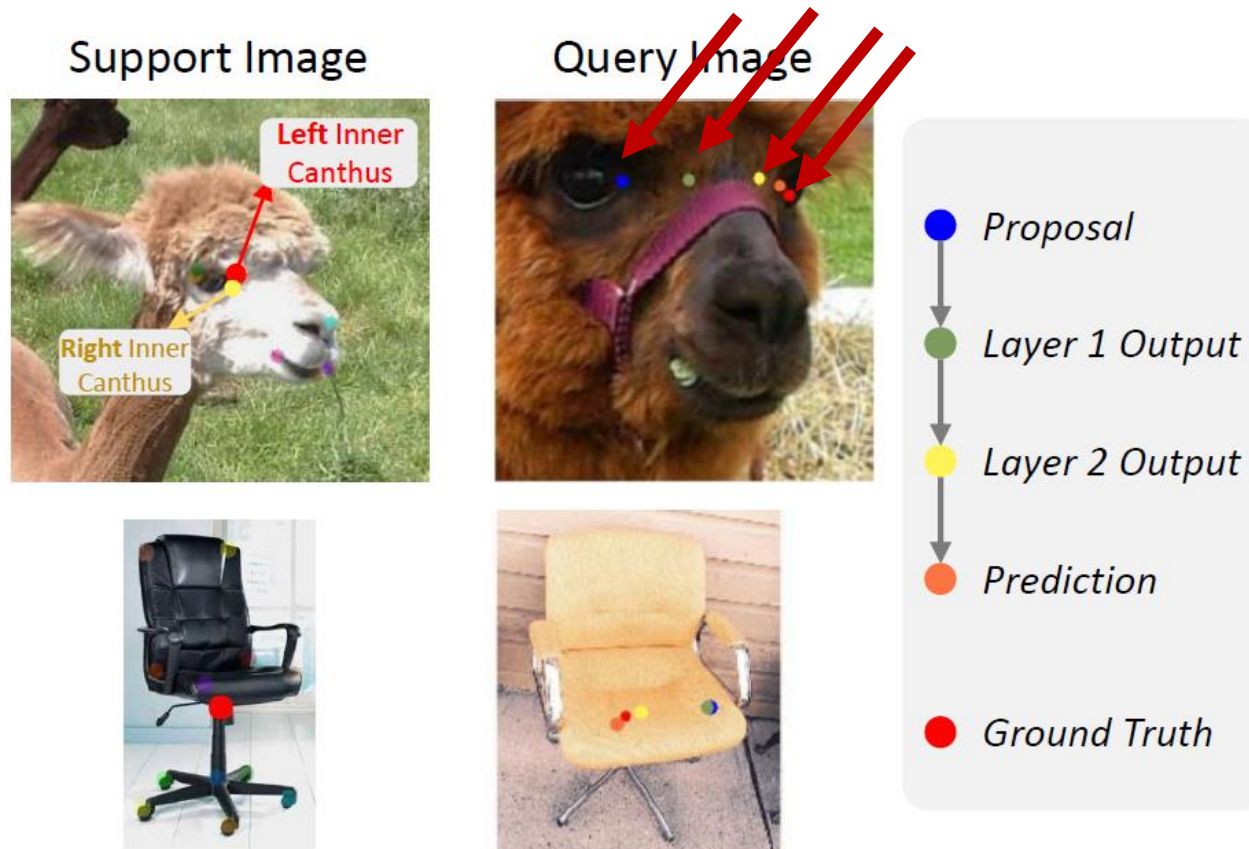 Support Image
Query Image
Left Inner
Canthus
Right Inner
Canthus
Proposal
Layer 1 Output
Layer 2 Output
Prediction
Ground Truth